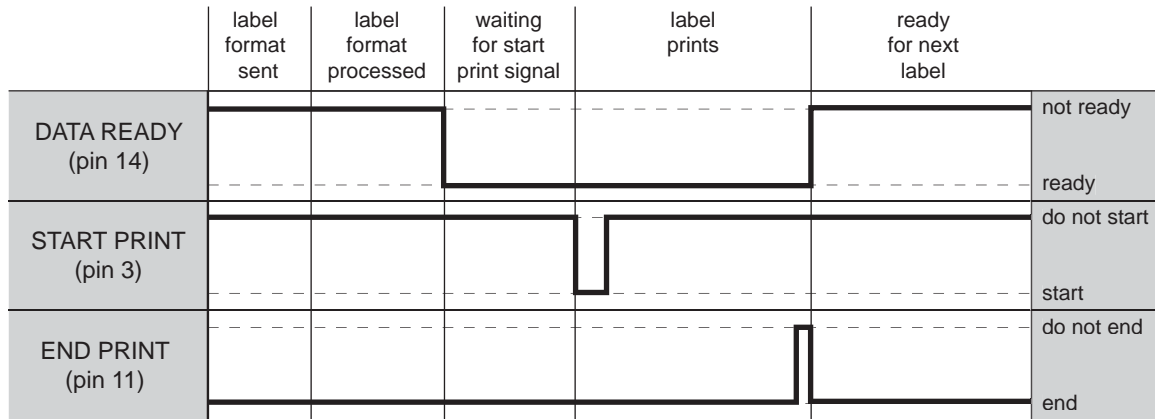 label
format
sent
label
format
processed
waiting
for start
print signal
label
prints
ready
for next
label
DATA READY
(pin 14)
not ready
ready
START PRINT
(pin 3)
do not start
start
END PRINT
(pin 11)
do not end
end